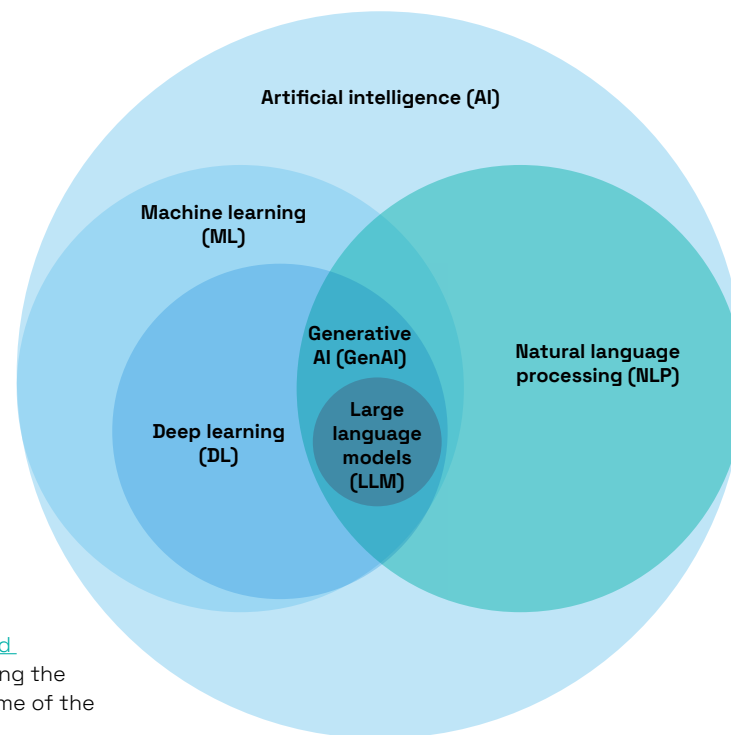 Artificial intelligence (AI)
Machine learning
(ML)
Generative
AI (GenAI)
Natural language
processing (NLP)
Large
language
models
(LLM)
Deep learning
(DL)
d
ng the
me of the